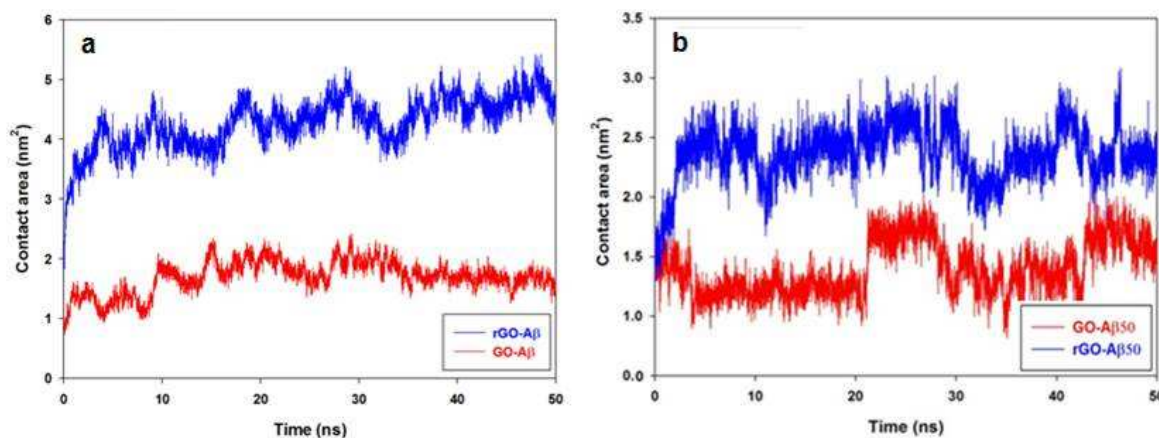 a
Contact area (nm²)
6
5
4
3
2
1
0
0 10 20 30 40 50
Time (ns)
rGO-Aβ
GO-Aβ
b
Contact area (nm²)
3.5
3.0
2.5
2.0
1.5
1.0
0.5
0.0
0 10 20 30 40 50
Time (ns)
GO-Aβ50
rGO-Aβ50